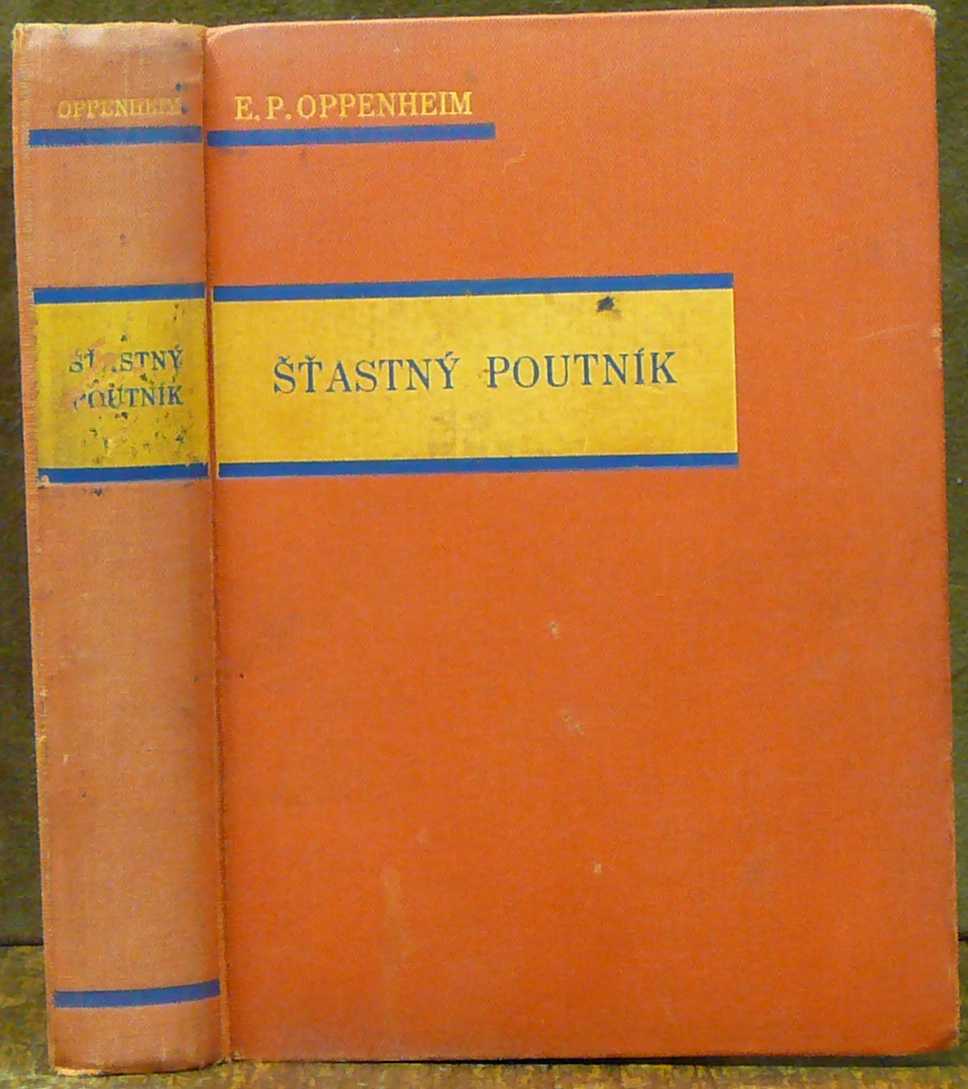 OPPENHEIM
ŠŤASTNÝ
POUTNÍK
E. P. OPPENHEIM
ŠŤASTNÝ POUTNÍK